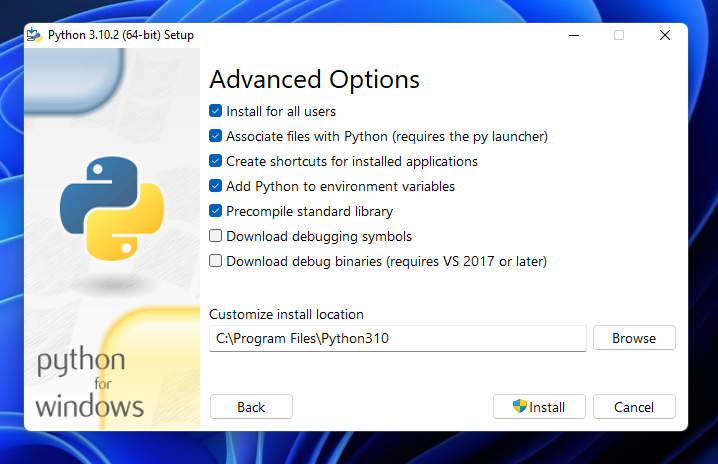 Python 3.10.2 (64-bit) Setup
Advanced Options
Install for all users
Associate files with Python (requires the py launcher)
Create shortcuts for installed applications
Add Python to environment variables
Precompile standard library
Download debugging symbols
Download debug binaries (requires VS 2017 or later)
Customize install location
C:\Program Files\Python310
Browse
python
for
windows
Back
Install
Cancel